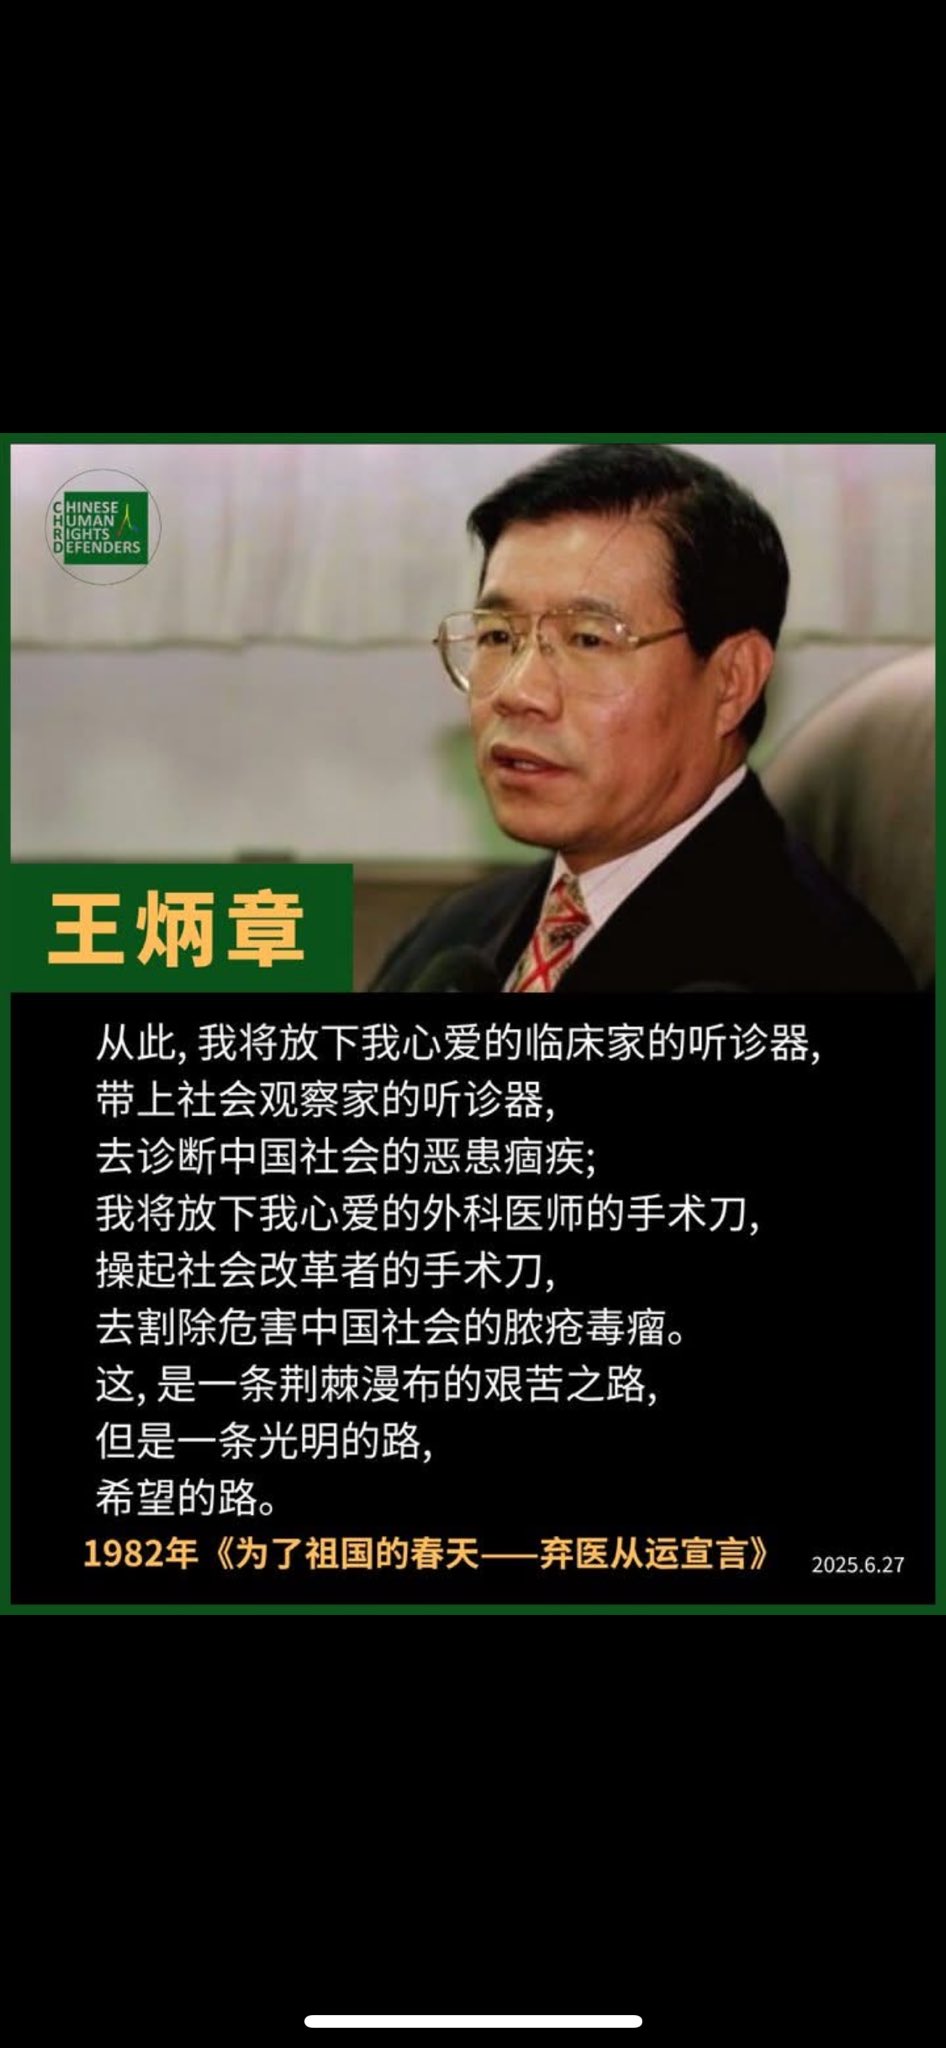 CHINESE
HUMAN
RIGHTS
DEFENDERS
王炳章
从此, 我将放下我心爱的临床家的听诊器,
带上社会观察家的听诊器,
去诊断中国社会的恶患痼疾;
我将放下我心爱的外科医师的手术刀,
操起社会改革者的手术刀,
去割除危害中国社会的脓疮毒瘤。
这, 是一条荆棘漫布的艰苦之路,
但是一条光明的路,
希望的路。
1982年《为了祖国的春天——弃医从运宣言》
2025.6.27